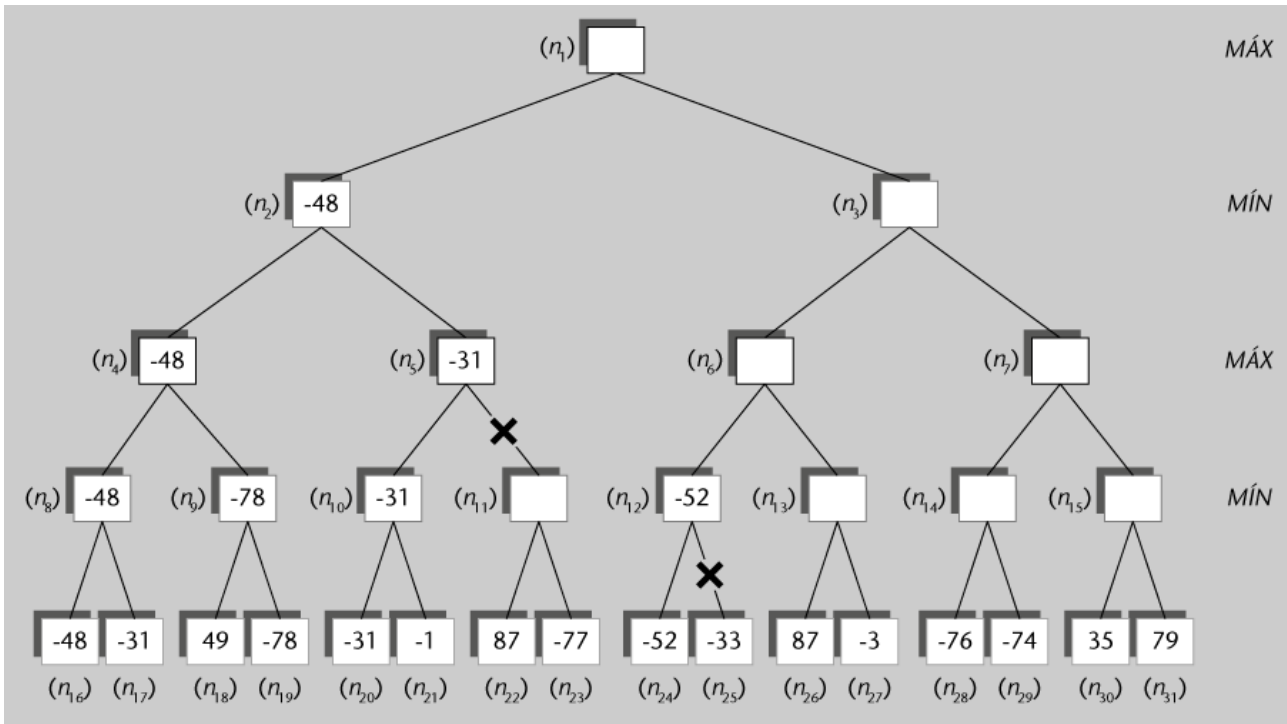 (n1) MÁX
(n2) -48 (n3) MÍN
(n4) -48 (n5) -31 (n6) (n7) MÁX
(n8) -48 (n9) -78 (n10) -31 (n11) (n12) -52 (n13) (n14) (n15) MÍN
-48 -31 49 -78 -31 -1 87 -77 -52 -33 87 -3 -76 -74 35 79
(n16) (n17) (n18) (n19) (n20) (n21) (n22) (n23) (n24) (n25) (n26) (n27) (n28) (n29) (n30) (n31)